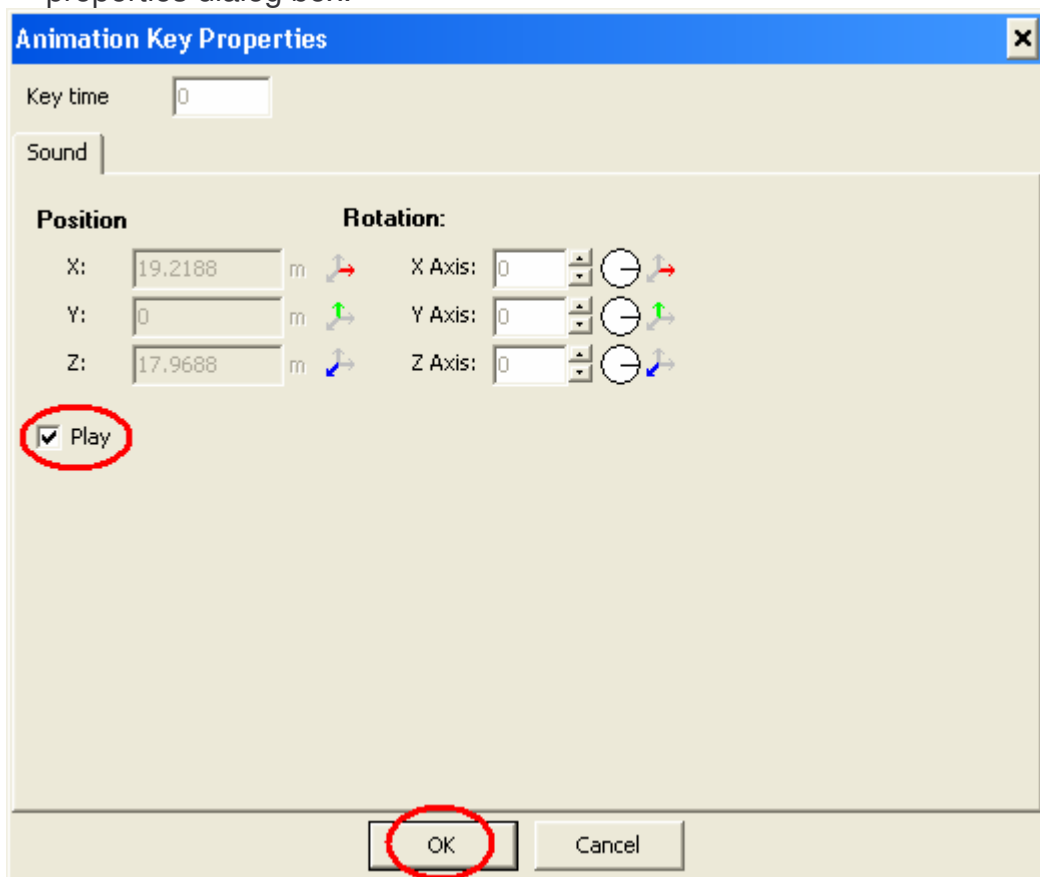 properties dialog box.
Animation Key Properties
Key time 0
Sound
Position Rotation:
X: 19.2188 m X Axis: 0
Y: 0 m Y Axis: 0
Z: 17.9688 m Z Axis: 0
Play
OK Cancel